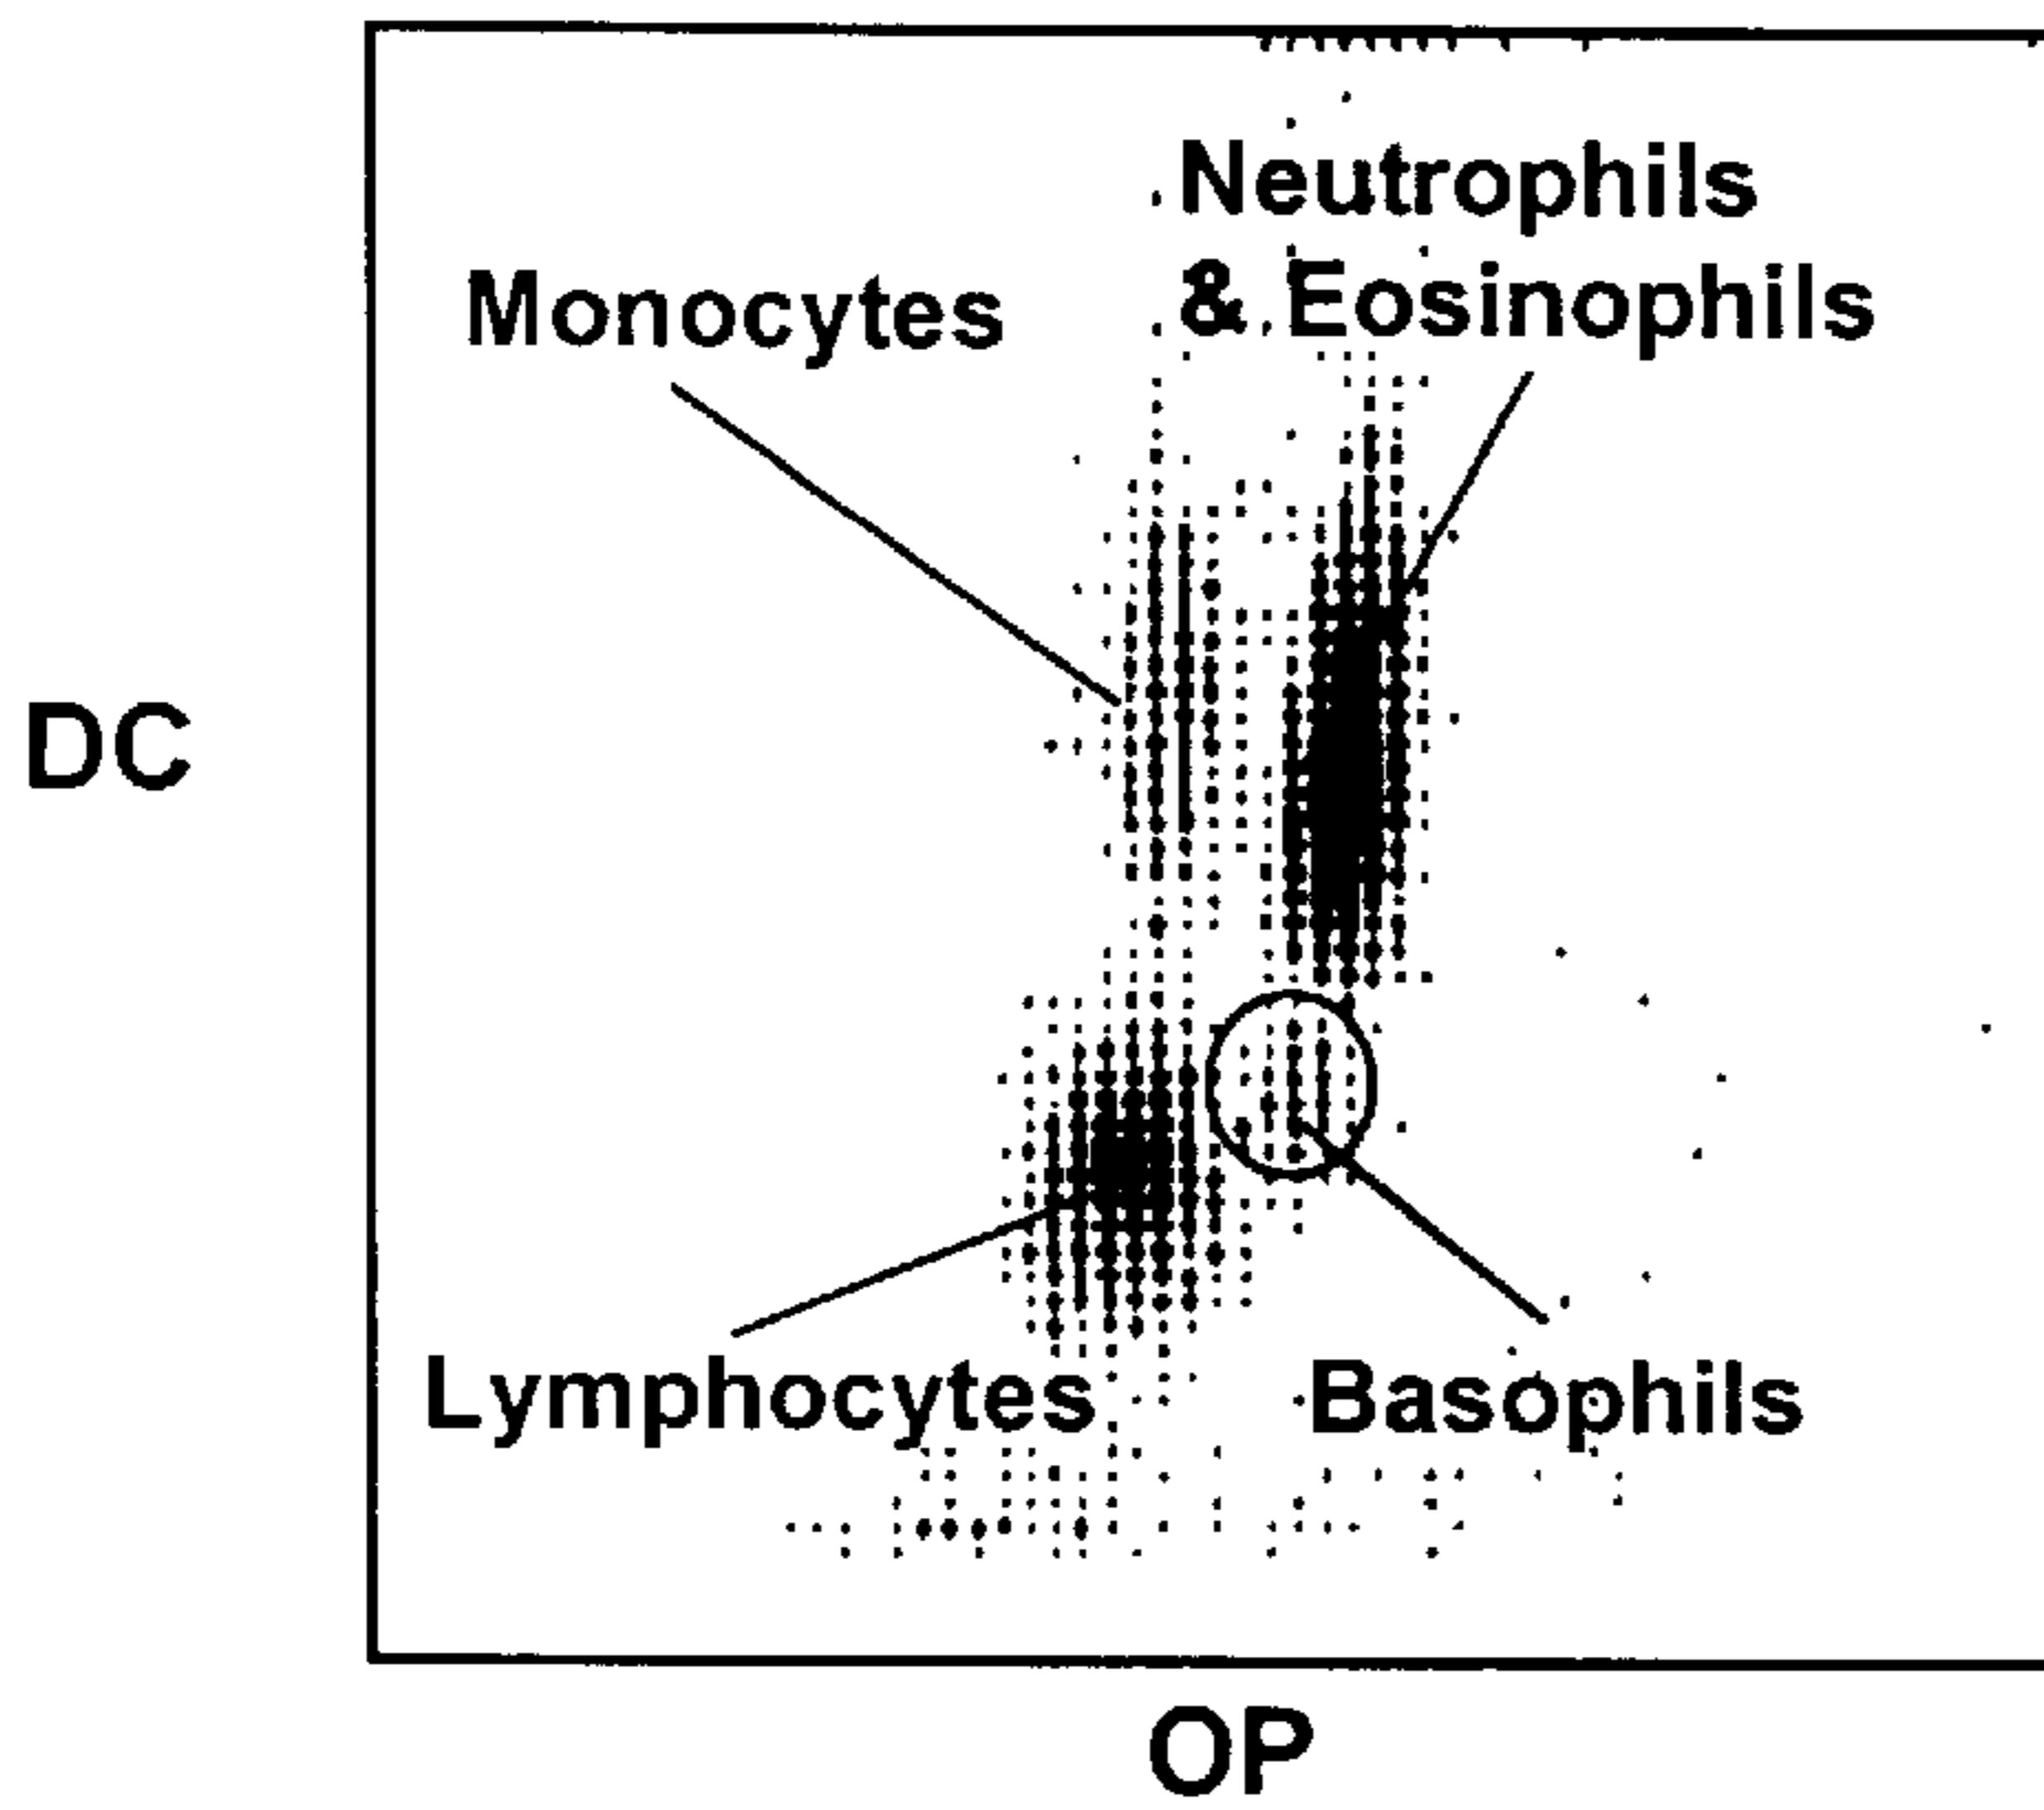 Neutrophils
& Eosinophils
Monocytes
DC
Lymphocytes
Basophils
OP